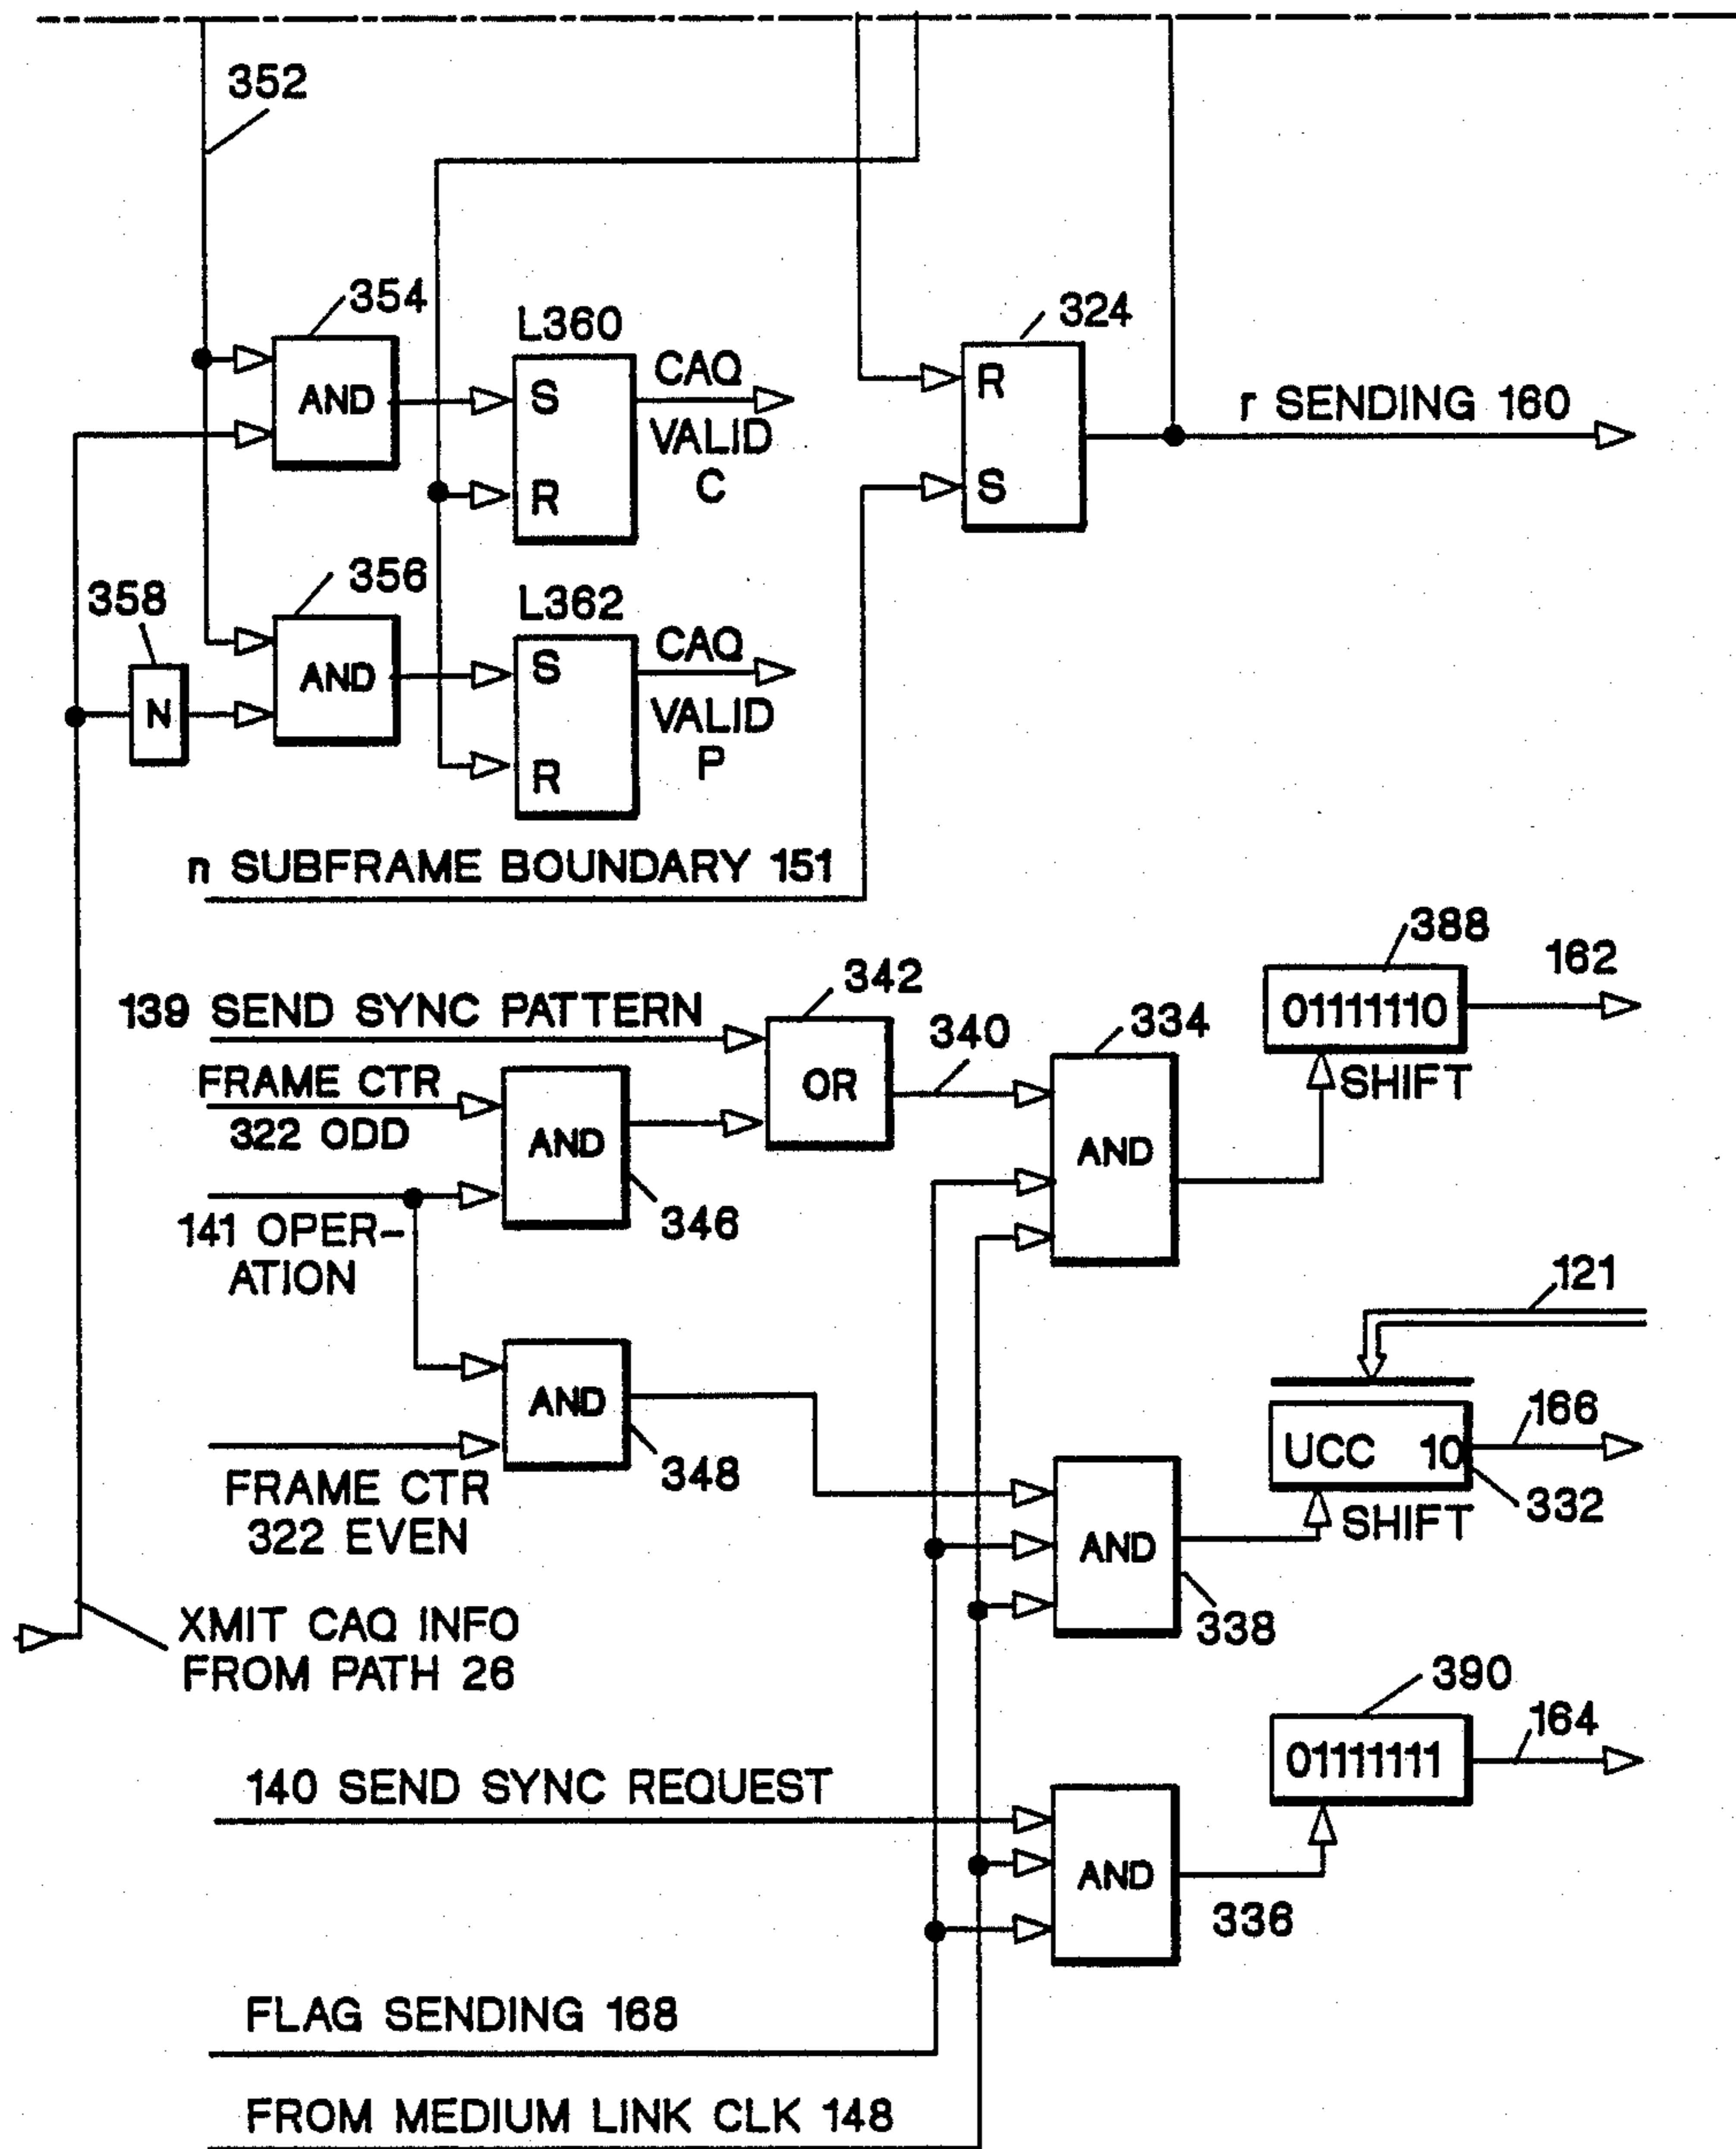 352
354
L360
CAQ
VALID
C
AND
S
R
324
R
S
r SENDING 160
358
356
L362
CAQ
VALID
P
N
AND
S
R
n SUBFRAME BOUNDARY 151
388
162
01111110
SHIFT
139 SEND SYNC PATTERN
342
340
334
FRAME CTR
322 ODD
OR
AND
AND
346
141 OPER-
ATION
121
AND
348
UCC 10
166
332
SHIFT
FRAME CTR
322 EVEN
AND
338
XMIT CAQ INFO
FROM PATH 26
390
164
01111111
140 SEND SYNC REQUEST
AND
336
FLAG SENDING 168
FROM MEDIUM LINK CLK 148